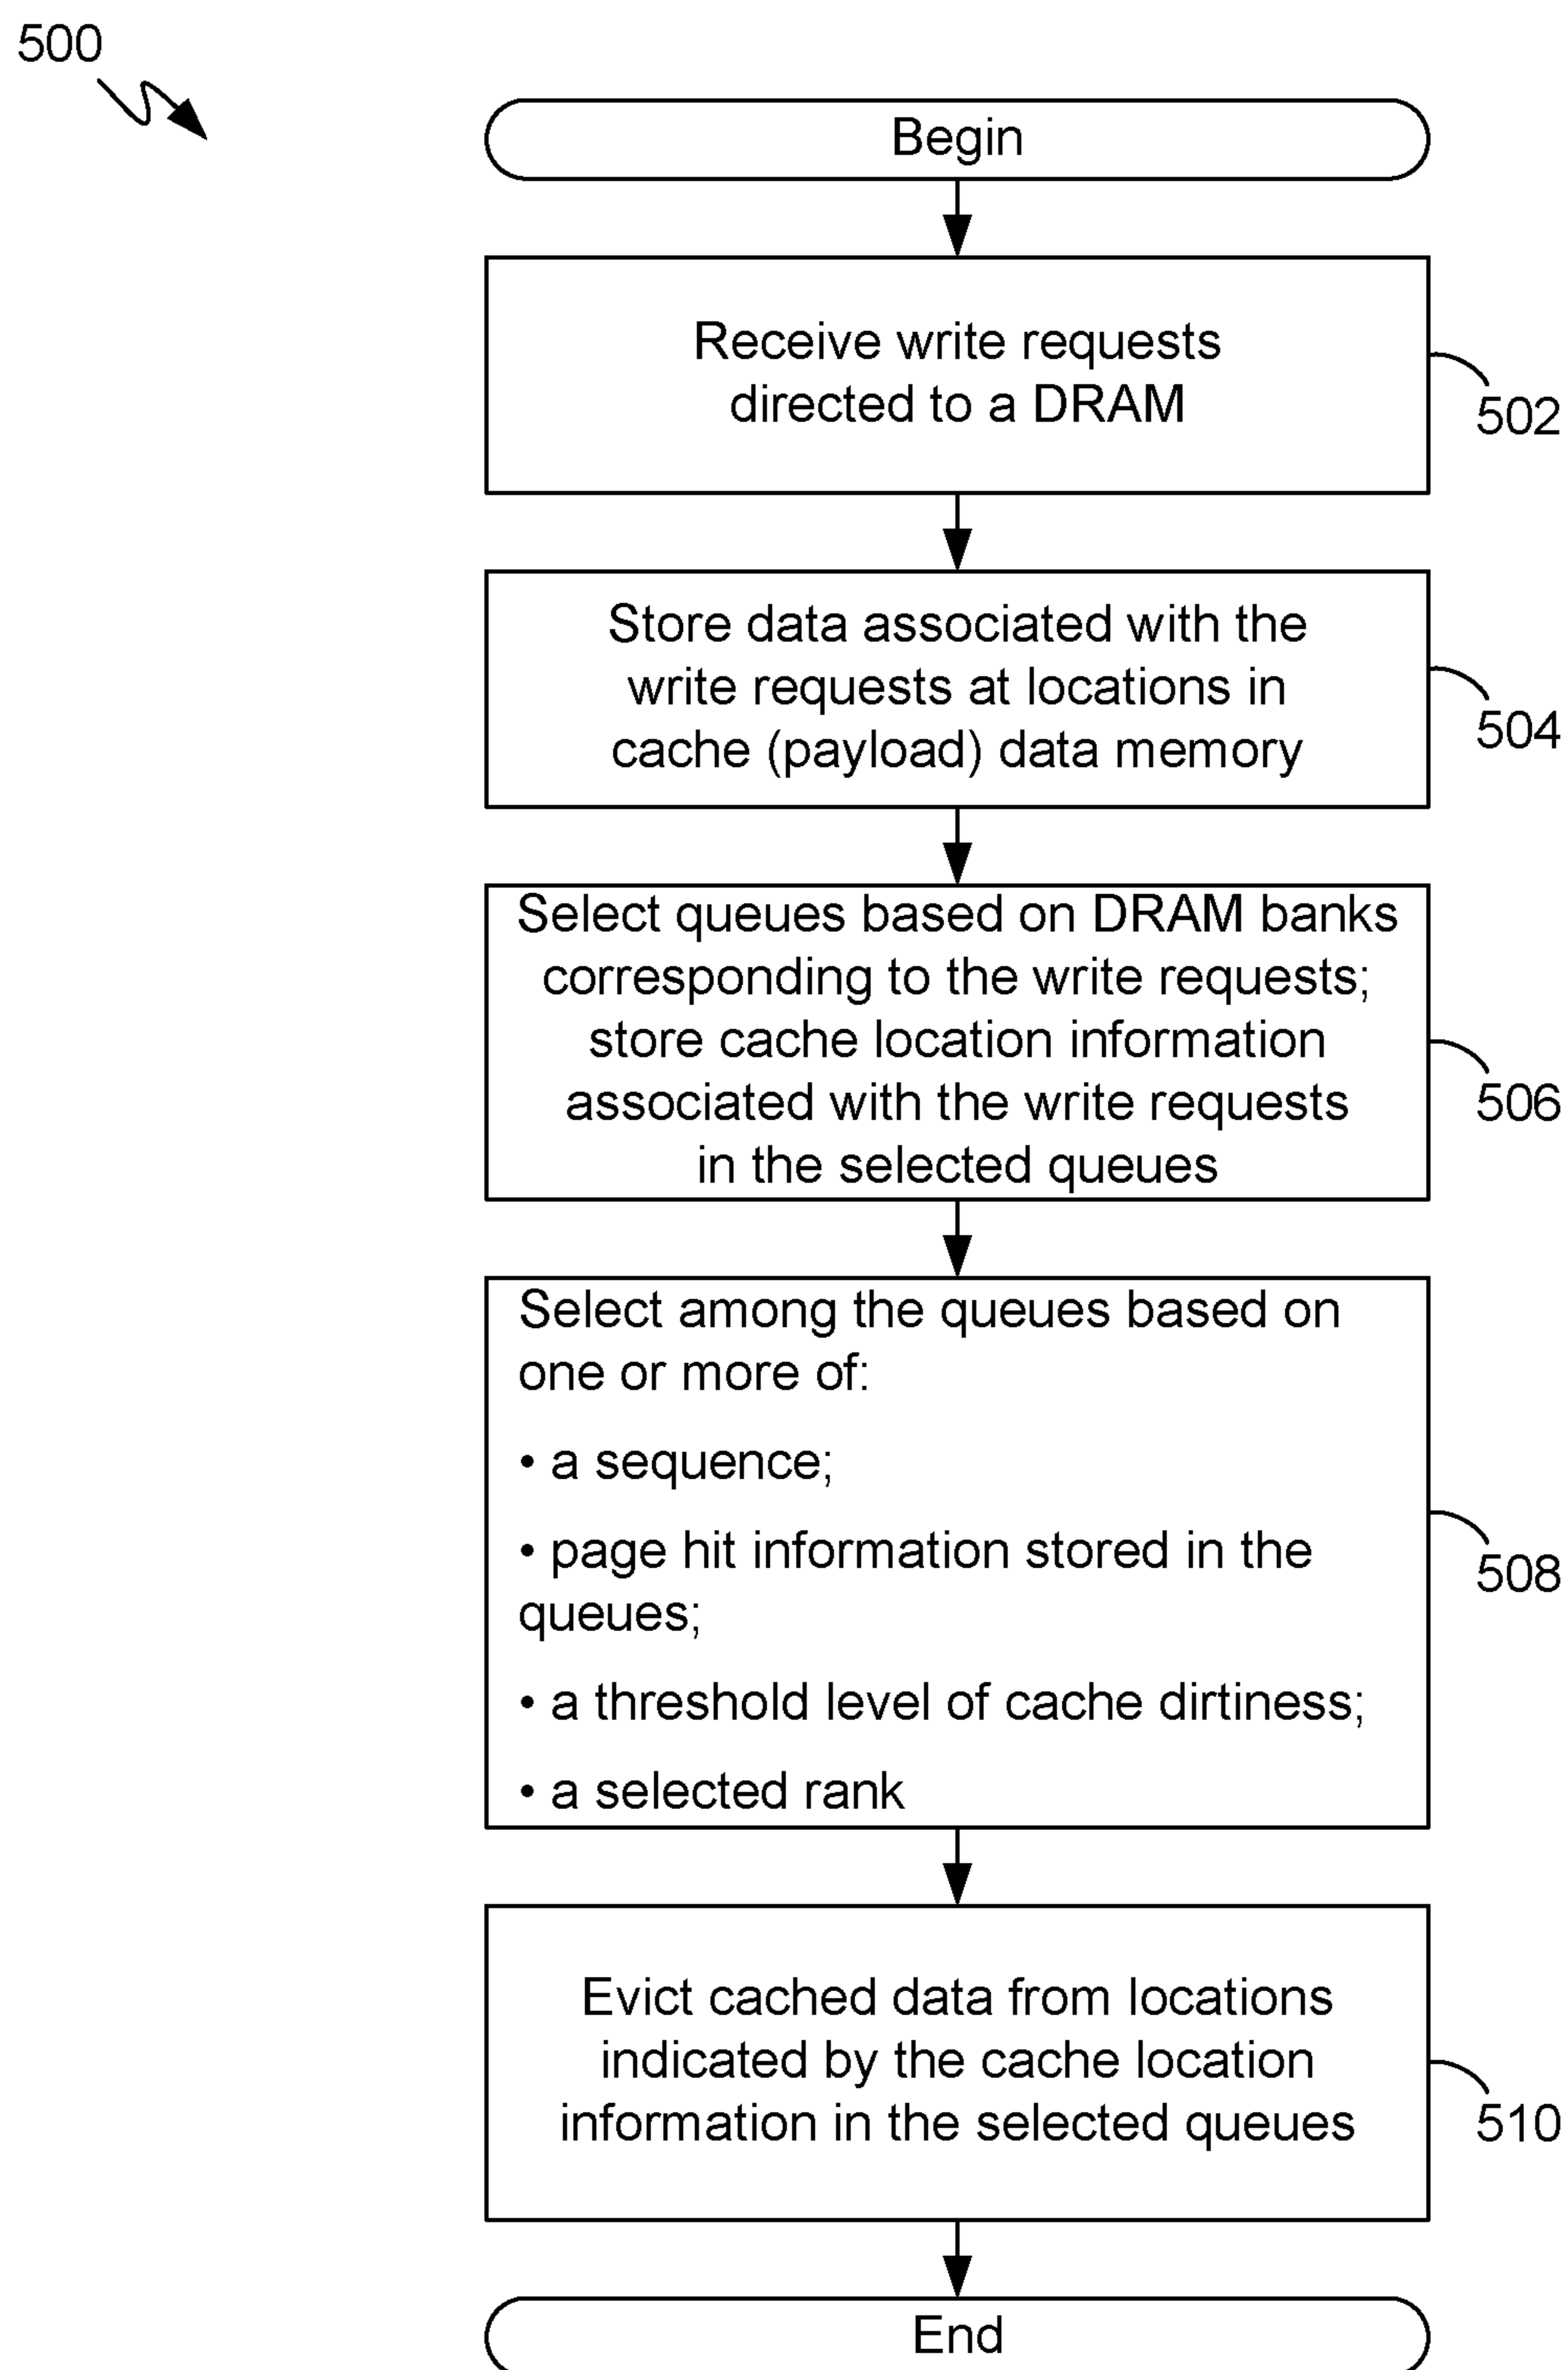 500
Begin
Receive write requests
directed to a DRAM
502
Store data associated with the
write requests at locations in
cache (payload) data memory
504
Select queues based on DRAM banks
corresponding to the write requests;
store cache location information
associated with the write requests
in the selected queues
506
Select among the queues based on
one or more of:
• a sequence;
• page hit information stored in the
queues;
• a threshold level of cache dirtiness;
• a selected rank
508
Evict cached data from locations
indicated by the cache location
information in the selected queues
510
End